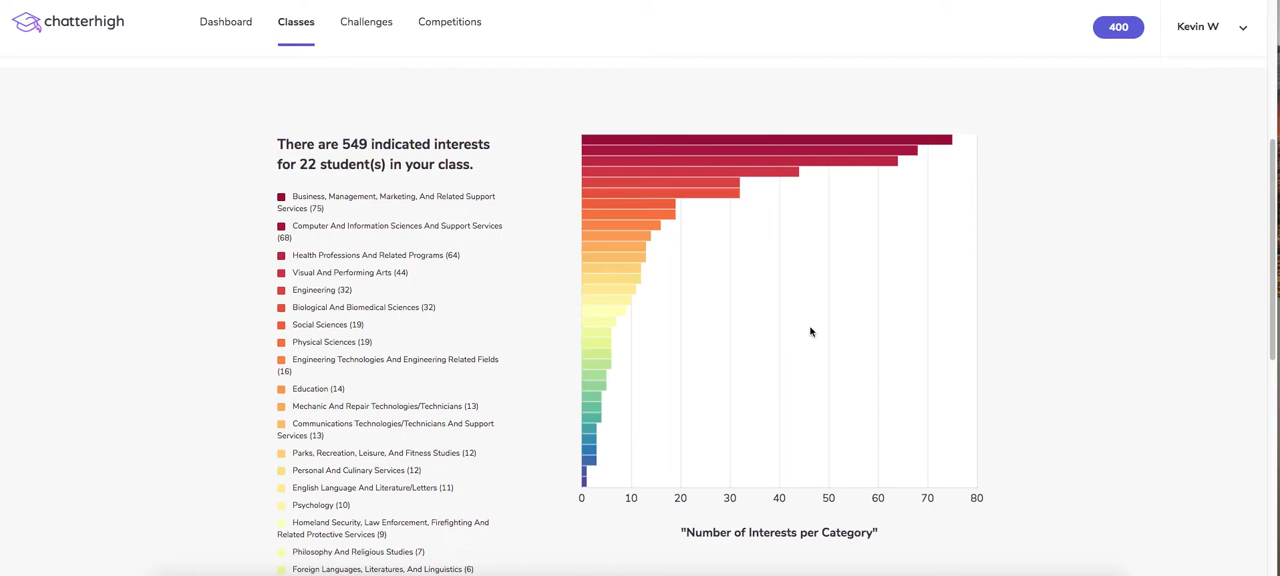 chatterhigh
Dashboard
Classes
Challenges
Competitions
400
Kevin W
There are 549 indicated interests
for 22 student(s) in your class.
Business, Management, Marketing, And Related Support
Services (75)
Computer And Information Sciences And Support Services
(68)
Health Professions And Related Programs (64)
Visual And Performing Arts (44)
Engineering (32)
Biological And Biomedical Sciences (32)
Social Sciences (19)
Physical Sciences (19)
Engineering Technologies And Engineering Related Fields
(16)
Education (14)
Mechanic And Repair Technologies/Technicians (13)
Communications Technologies/Technicians And Support
Services (13)
Parks, Recreation, Leisure, And Fitness Studies (12)
Personal And Culinary Services (12)
English Language And Literature/Letters (11)
Psychology (10)
Homeland Security, Law Enforcement, Firefighting And
Related Protective Services (9)
Philosophy And Religious Studies (7)
Foreign Languages, Literatures, And Linguistics (6)
0 10 20 30 40 50 60 70 80
"Number of Interests per Category"